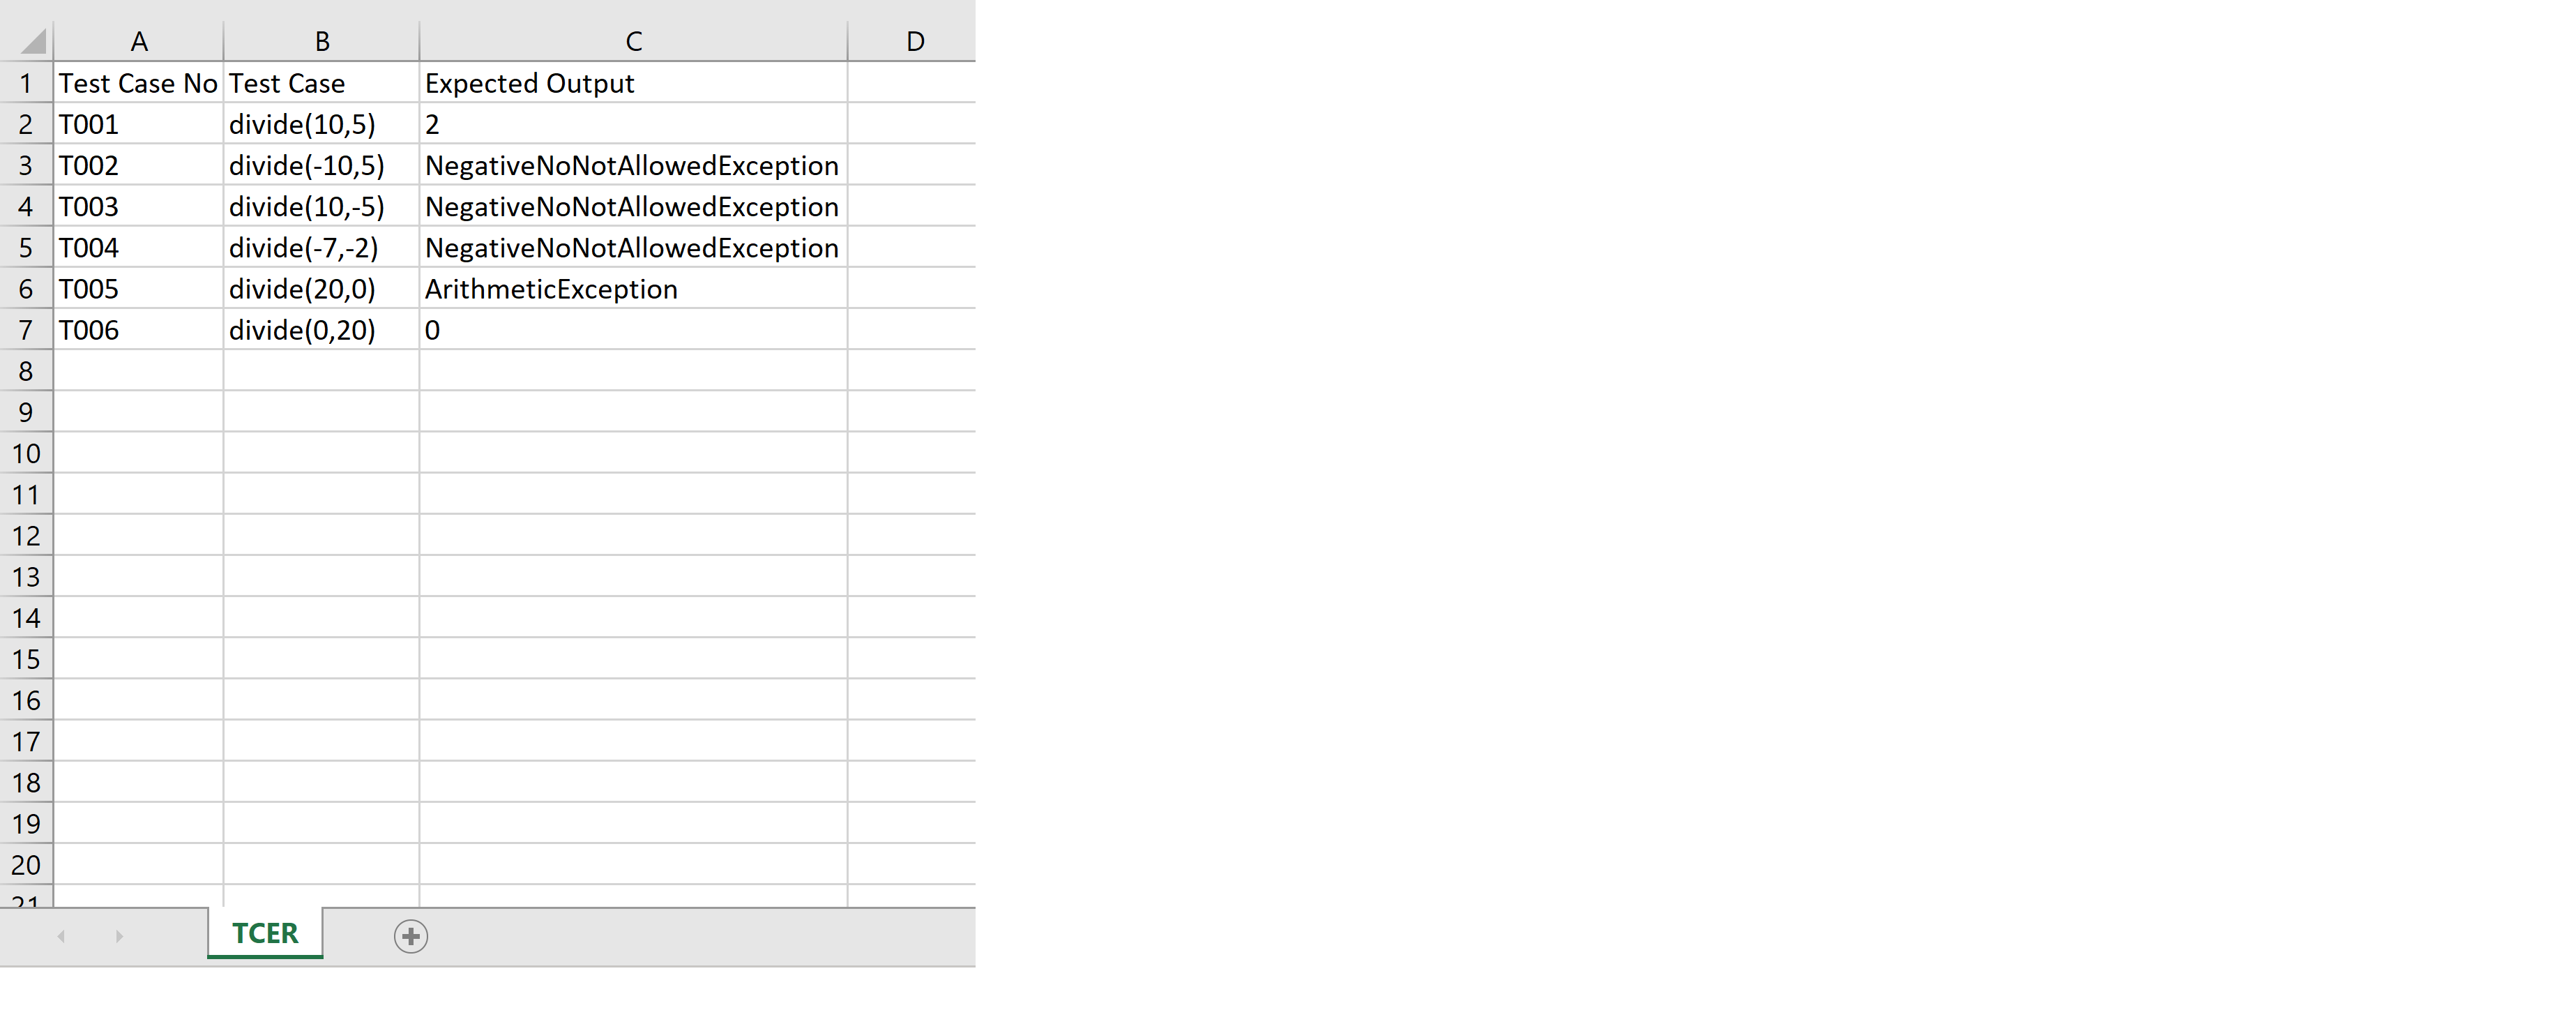 A B C D
1 Test Case No Test Case Expected Output
2 T001 divide(10,5) 2
3 T002 divide(-10,5) NegativeNoNotAllowedException
4 T003 divide(10,-5) NegativeNoNotAllowedException
5 T004 divide(-7,-2) NegativeNoNotAllowedException
6 T005 divide(20,0) ArithmeticException
7 T006 divide(0,20) 0
8
9
10
11
12
13
14
15
16
17
18
19
20
21
TCER